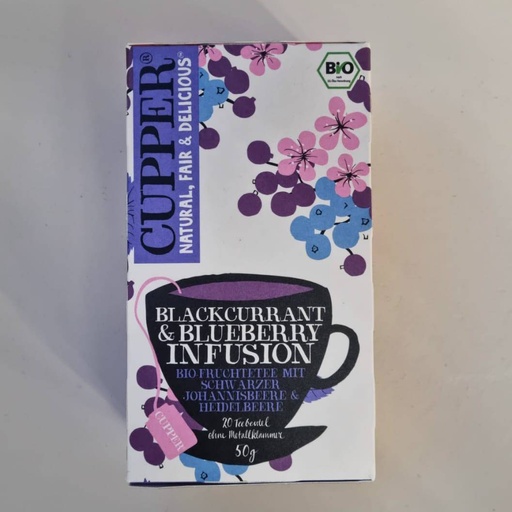 CUPPER®
NATURAL, FAIR & DELICIOUS
BIO
BLACKCURRANT
& BLUEBERRY
INFUSION
BIO FRÜCHTETEE MIT
SCHWARZER
JOHANNISBEERE &
HEIDELBEERE
20 Teebeutel
ohne Metallklammer
50g
CUPPER